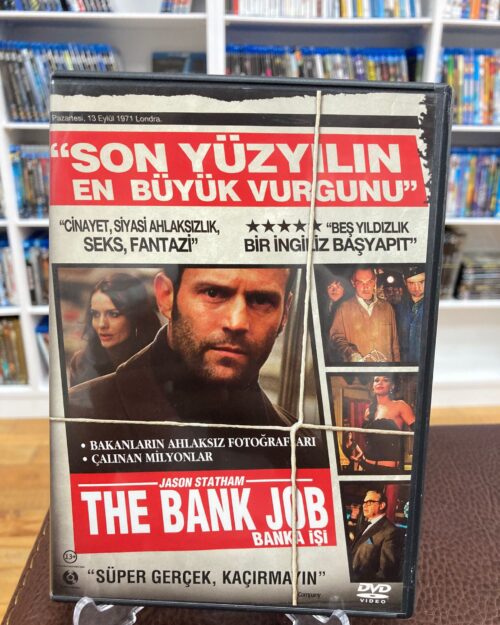 Pazartesi, 13 Eylül 1971 Londra.
“SON YÜZYILIN
EN BÜYÜK VURGUNU”
“CİNAYET, SİYASİ AHLAKSIZLIK,
SEKS, FANTAZİ”
★★★★★ “BEŞ YILDIZLIK
BİR İNGİLİZ BAŞYAPIT”
• BAKANLARIN AHLAKSIZ FOTOĞRAFLARI
• ÇALINAN MİLYONLAR
JASON STATHAM
THE BANK JOB
BANKA İŞİ
13+
“SÜPER GERÇEK, KAÇIRMAYIN”
Company
DVD
VIDEO